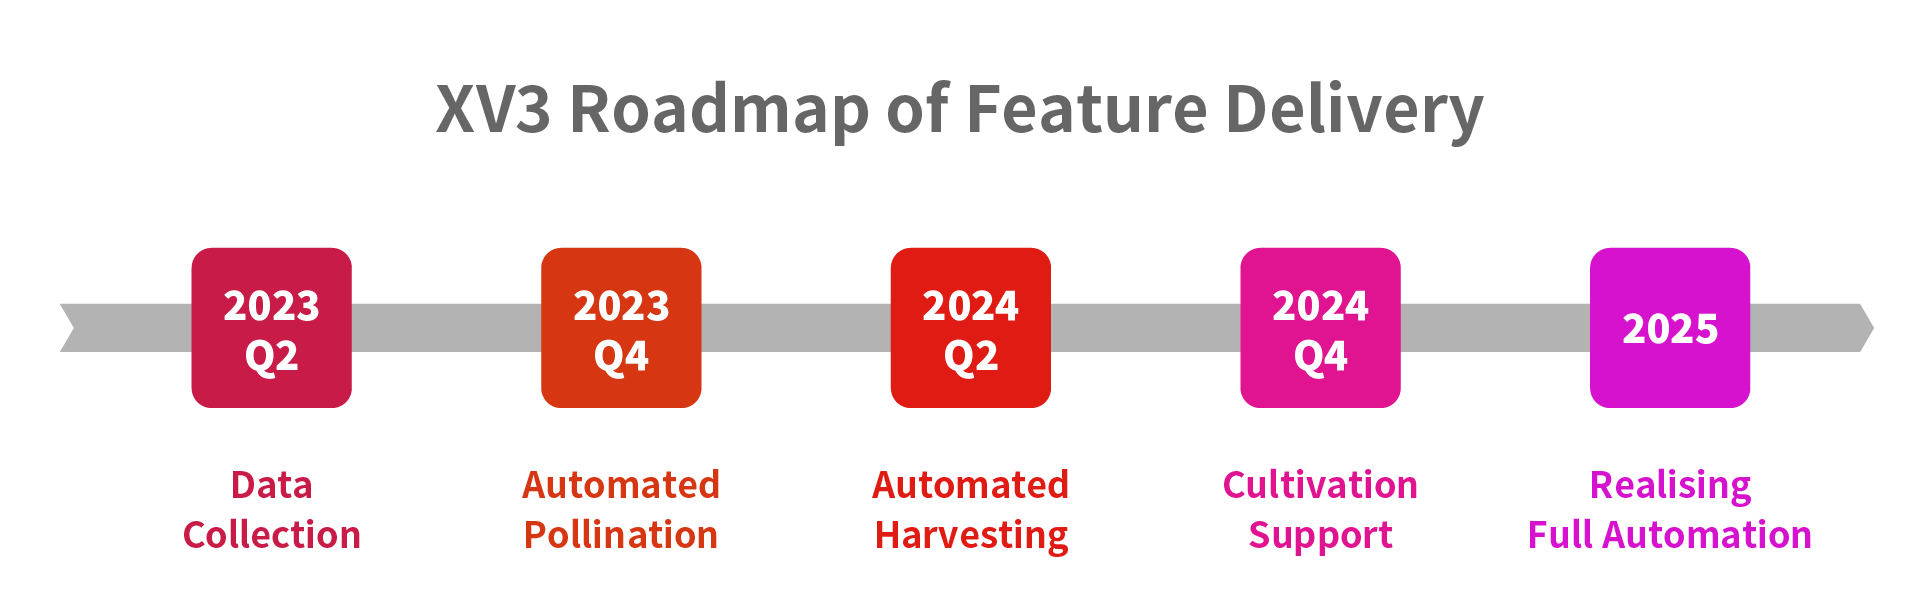 XV3 Roadmap of Feature Delivery
2023
Q2
2023
Q4
2024
Q2
2024
Q4
2025
Data
Collection
Automated
Pollination
Automated
Harvesting
Cultivation
Support
Realising
Full Automation